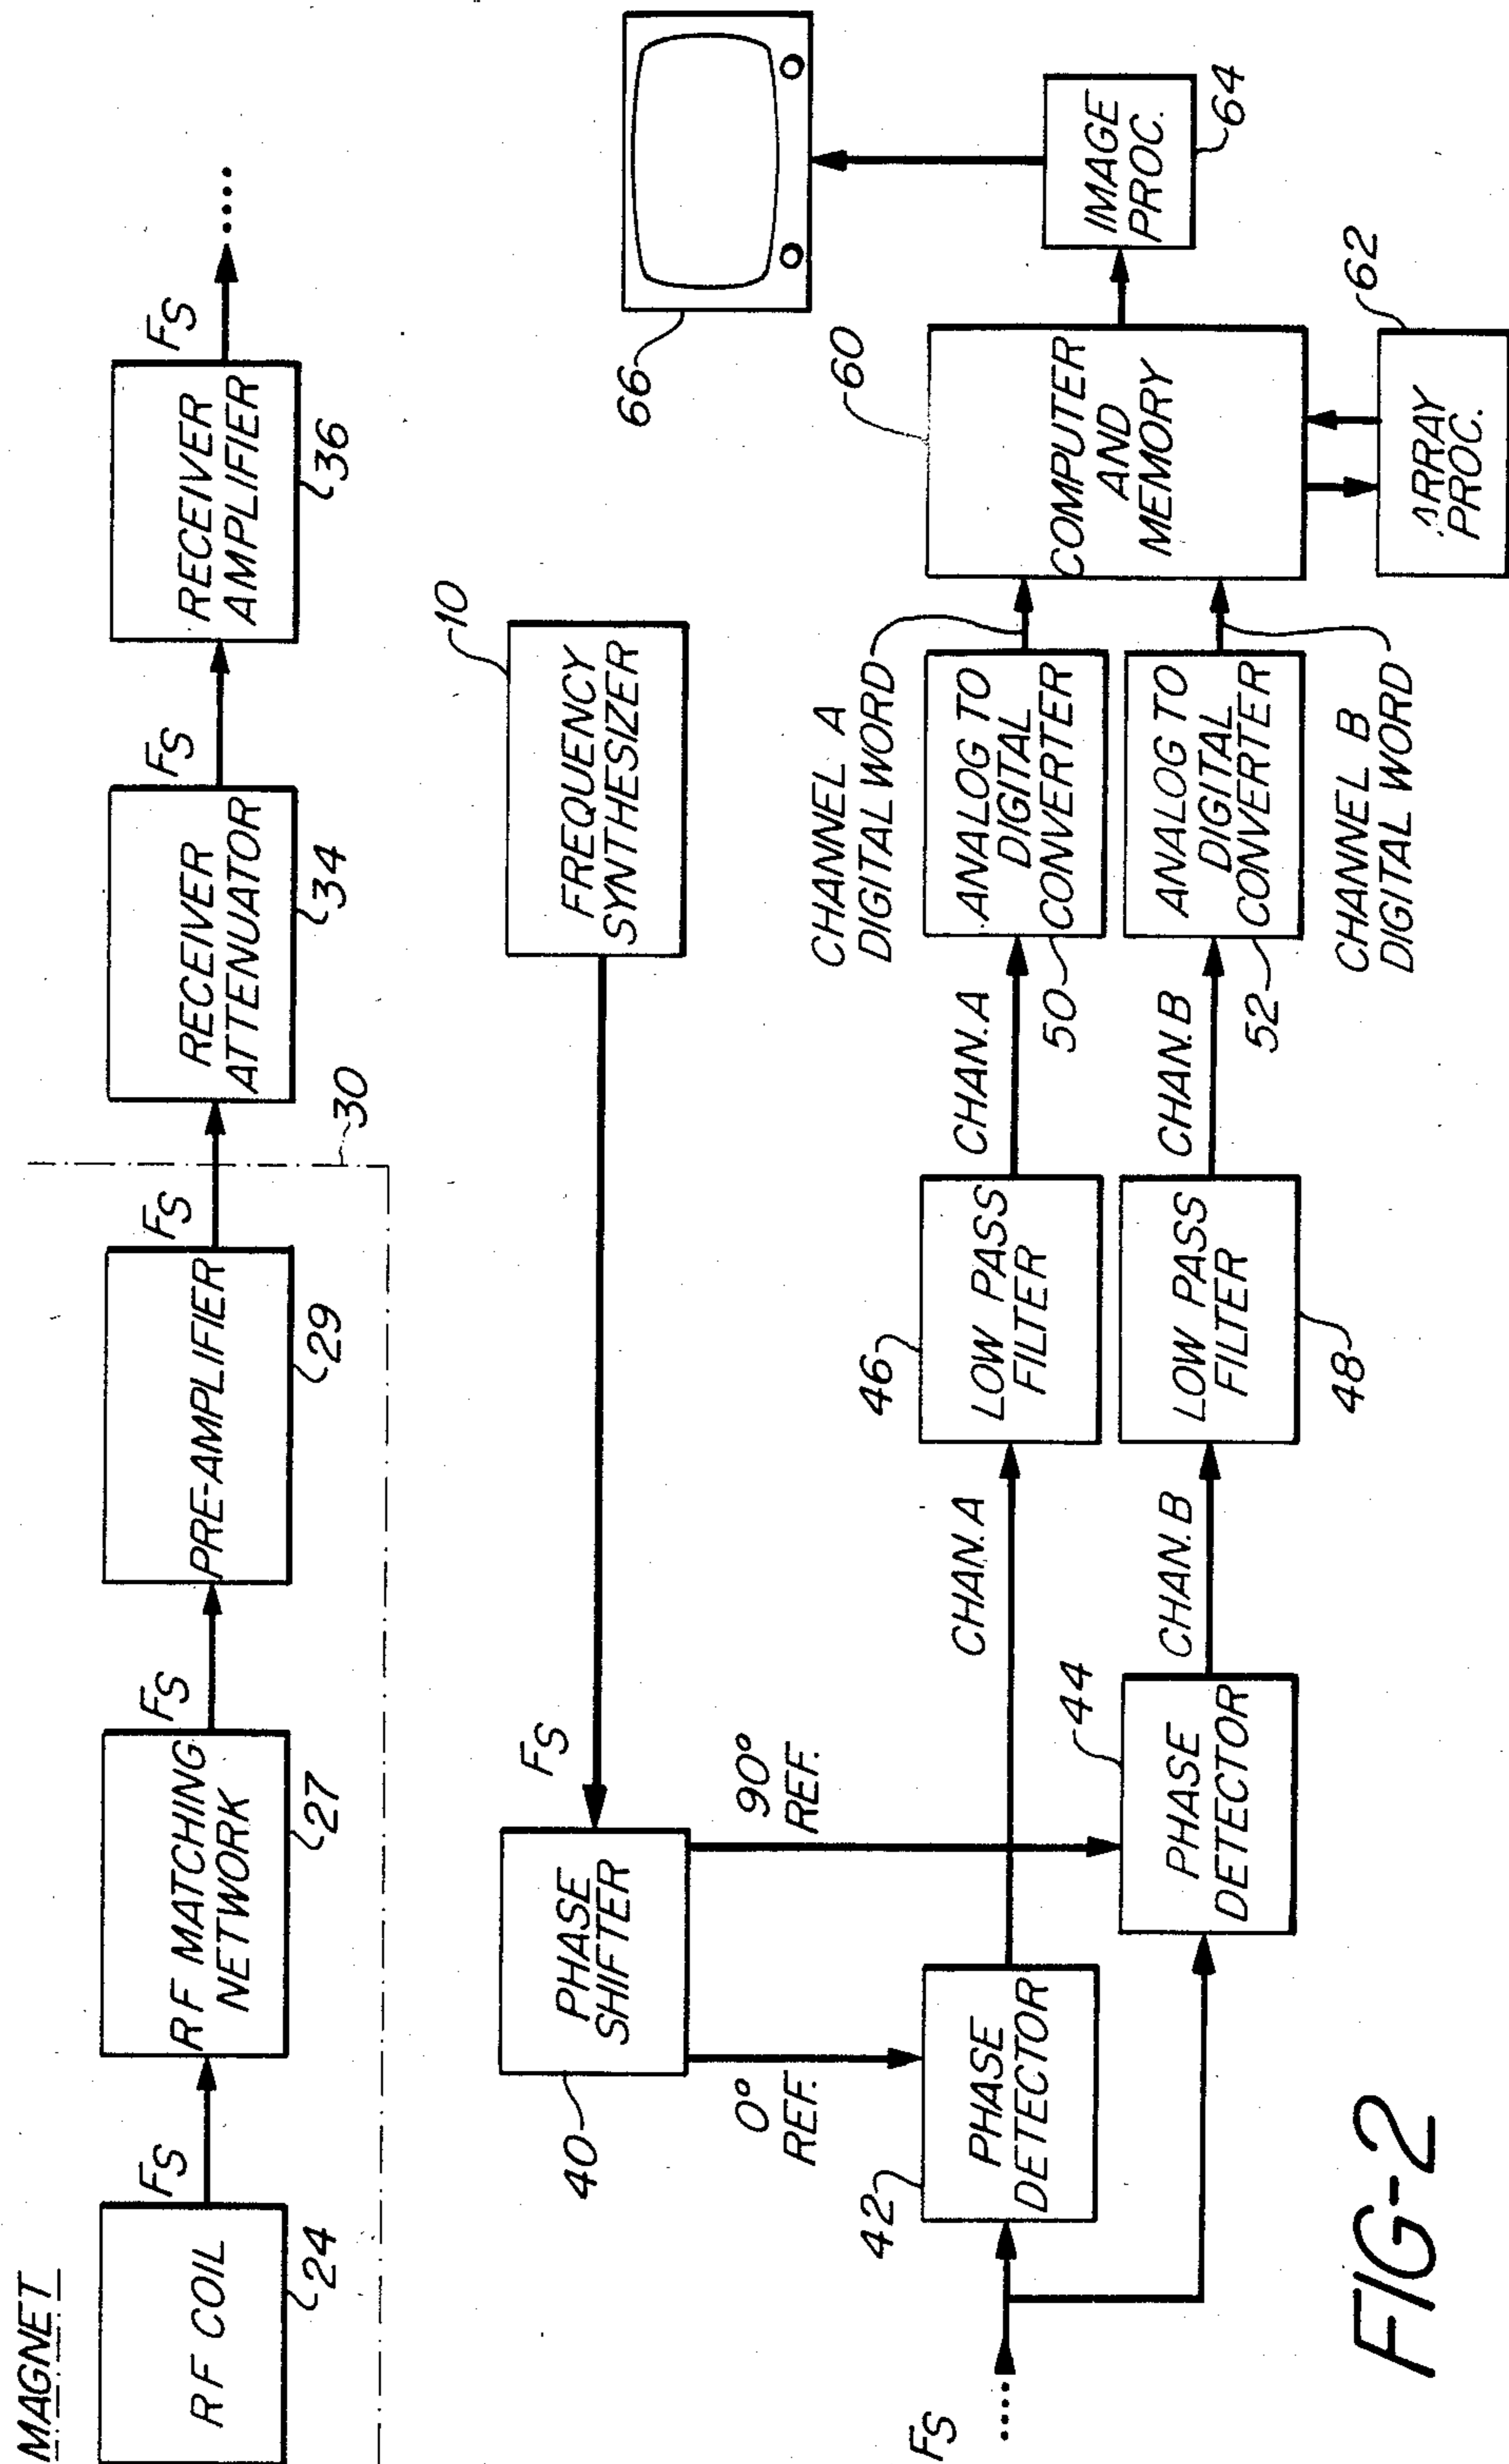 MAGNET
RF COIL
24
FS
RF MATCHING
NETWORK
27
FS
PRE-AMPLIFIER
29
FS
30
RECEIVER
ATTENUATOR
34
FS
RECEIVER
AMPLIFIER
36
FS
....
PHASE
SHIFTER
40
FS
FREQUENCY
SYNTHESIZER
10
0°
REF.
90°
REF.
FS
....
PHASE
DETECTOR
42
PHASE
DETECTOR
44
CHAN.A
CHAN.B
LOW PASS
FILTER
46
LOW PASS
FILTER
48
CHAN.A
CHAN.B
ANALOG TO
DIGITAL
CONVERTER
50
ANALOG TO
DIGITAL
CONVERTER
52
CHANNEL A
DIGITAL WORD
CHANNEL B
DIGITAL WORD
COMPUTER
AND
MEMORY
60
ARRAY
PROC.
62
IMAGE
PROC.
64
66
FIG-2